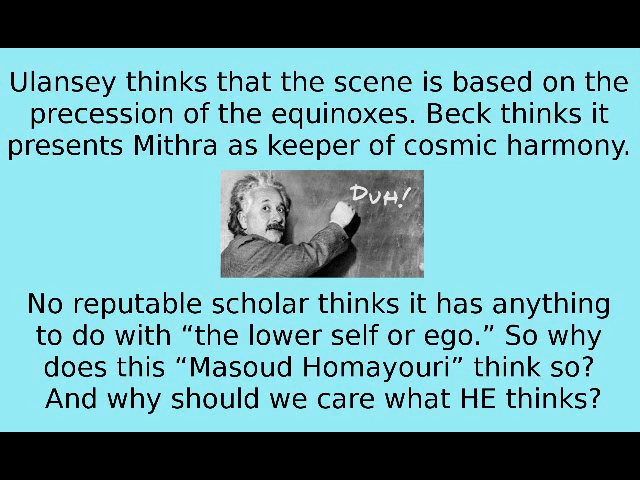 Ulansey thinks that the scene is based on the
precession of the equinoxes. Beck thinks it
presents Mithra as keeper of cosmic harmony.
DUH!
No reputable scholar thinks it has anything
to do with “the lower self or ego.” So why
does this “Masoud Homayouri” think so?
And why should we care what HE thinks?